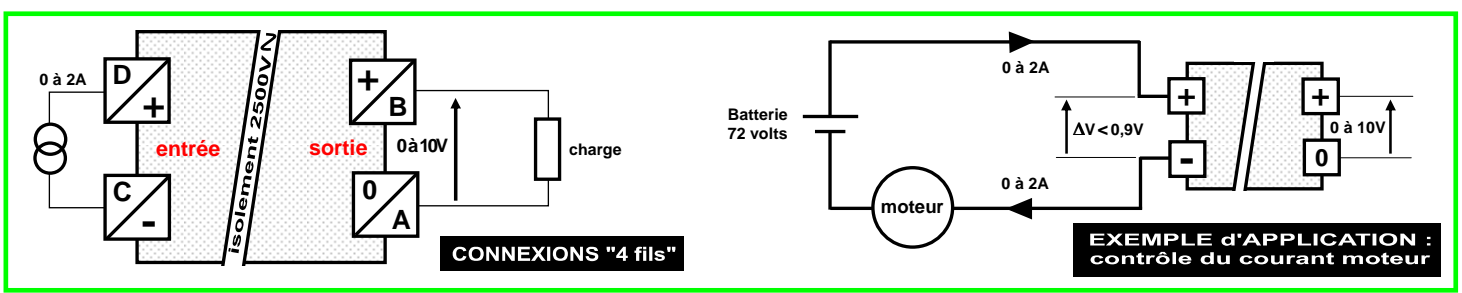 0 à 2A
D
+
C
-
entrée
isolement 2500V
sortie
+
B
0
A
0à10V
charge
CONNEXIONS "4 fils"
Batterie
72 volts
0 à 2A
ΔV<0,9V
0 à 2A
moteur
+
-
+
0
0 à 10V
EXEMPLE d'APPLICATION :
contrôle du courant moteur